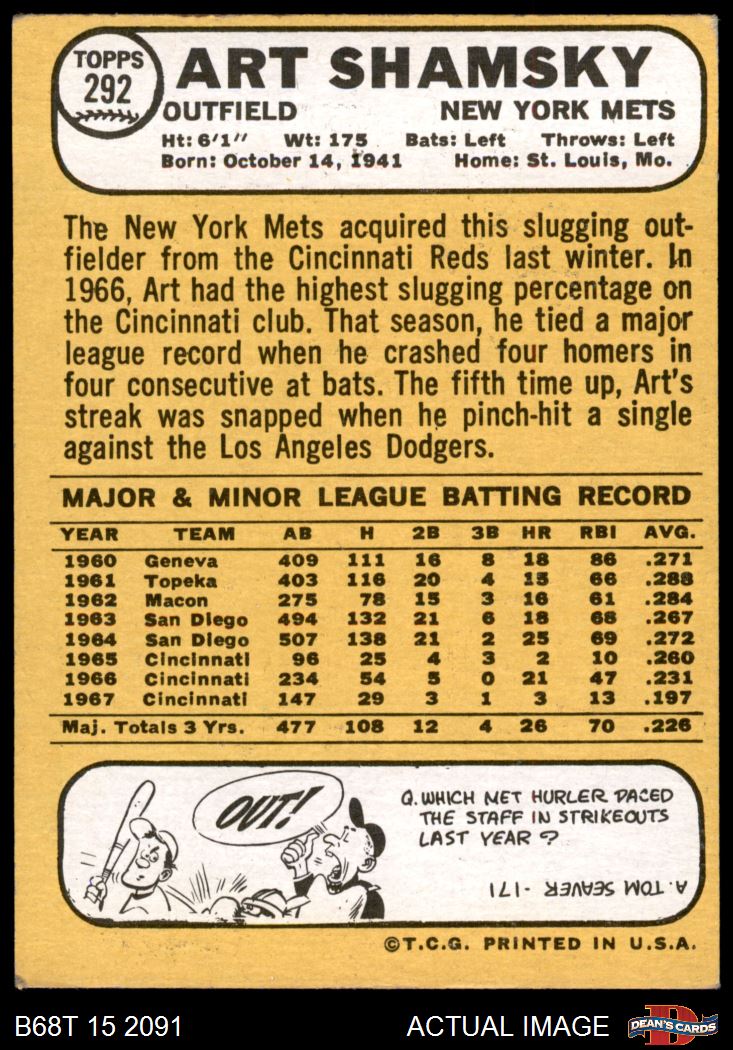 TOPPS
292
ART SHAMSKY
OUTFIELD NEW YORK METS
Ht: 6'1" Wt: 175 Bats: Left Throws: Left
Born: October 14, 1941 Home: St. Louis, Mo.
The New York Mets acquired this slugging out-
fielder from the Cincinnati Reds last winter. In
1966, Art had the highest slugging percentage on
the Cincinnati club. That season, he tied a major
league record when he crashed four homers in
four consecutive at bats. The fifth time up, Art's
streak was snapped when he pinch-hit a single
against the Los Angeles Dodgers.
MAJOR & MINOR LEAGUE BATTING RECORD
YEAR TEAM AB H 2B 3B HR RBI AVG.
1960 Geneva 409 111 16 8 18 86 .271
1961 Topeka 403 116 20 4 15 66 .288
1962 Macon 275 78 15 3 16 61 .284
1963 San Diego 494 132 21 6 18 68 .267
1964 San Diego 507 138 21 2 25 69 .272
1965 Cincinnati 96 25 4 3 2 10 .260
1966 Cincinnati 234 54 5 0 21 47 .231
1967 Cincinnati 147 29 3 1 3 13 .197
Maj. Totals 3 Yrs. 477 108 12 4 26 70 .226
OUT!
Q. WHICH MET HURLER PACED
THE STAFF IN STRIKEOUTS
LAST YEAR?
A. TOM SEAVER - 171
©T.C.G. PRINTED IN U.S.A.
B68T 15 2091 ACTUAL IMAGE D DEAN'S CARDS